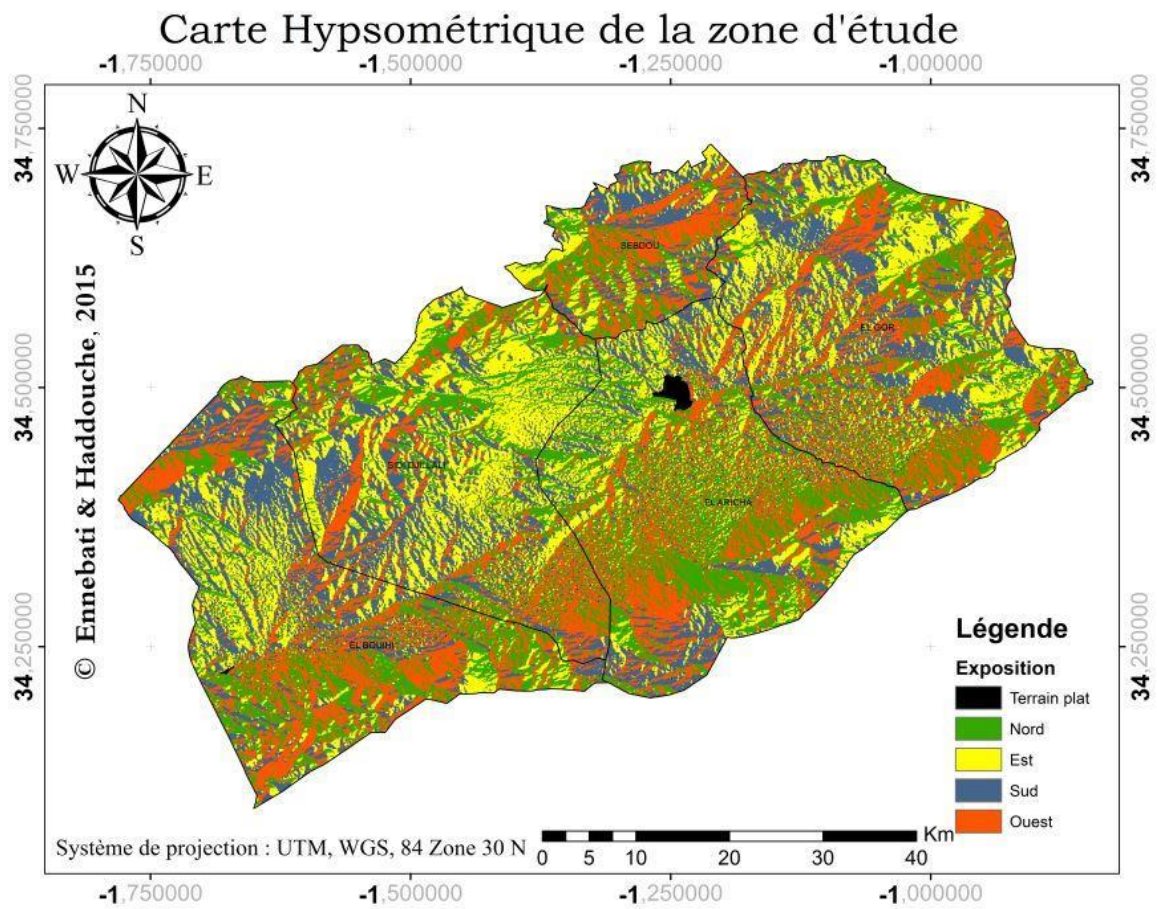 Carte Hypsométrique de la zone d'étude
-1,750000 -1,500000 -1,250000 -1,000000
34,750000 34,750000
N
W E
S
SEBDOU
© Ennebati & Haddouche, 2015
EL GOR
34,500000 34,500000
SIDI DJILLALI
EL ARICHA
34,250000 34,250000
EL BOUIHI
Légende
Exposition
Terrain plat
Nord
Est
Sud
Ouest
Système de projection : UTM, WGS, 84 Zone 30 N
Km
0 5 10 20 30 40
-1,750000 -1,500000 -1,250000 -1,000000